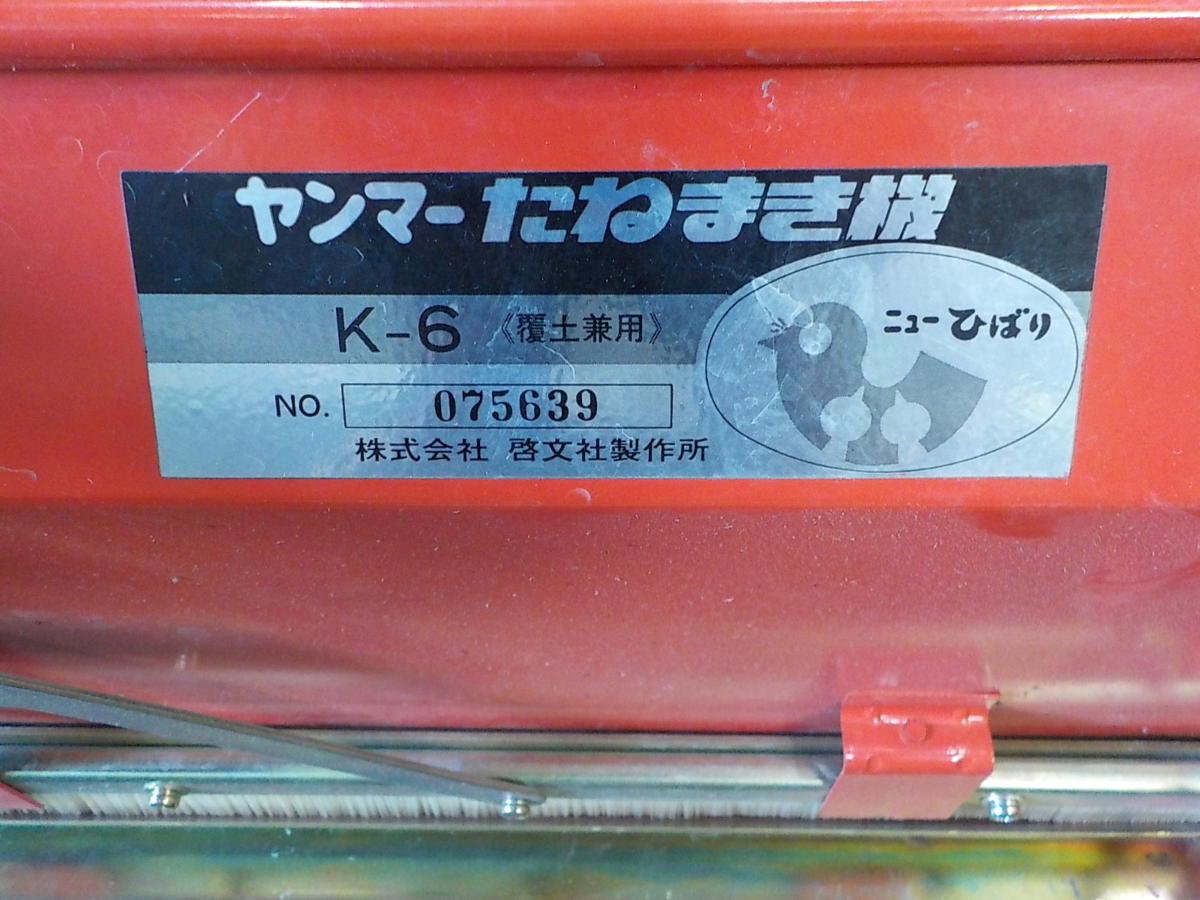 ヤンマー たねまき機
K-6 《覆土兼用》
ニューひばり
NO. 075639
株式会社 啓文社製作所